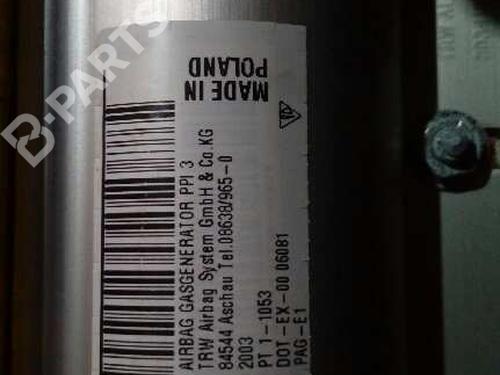 B-PARTS
MADE IN
POLAND
AIRBAG GASGENERATOR PPI 3
TRW Airbag System GmbH & Co.KG
84544 Aschau Tel.08638/965-0
2003
PT 1-1053
DOT-EX-00 06081
PAG-E1